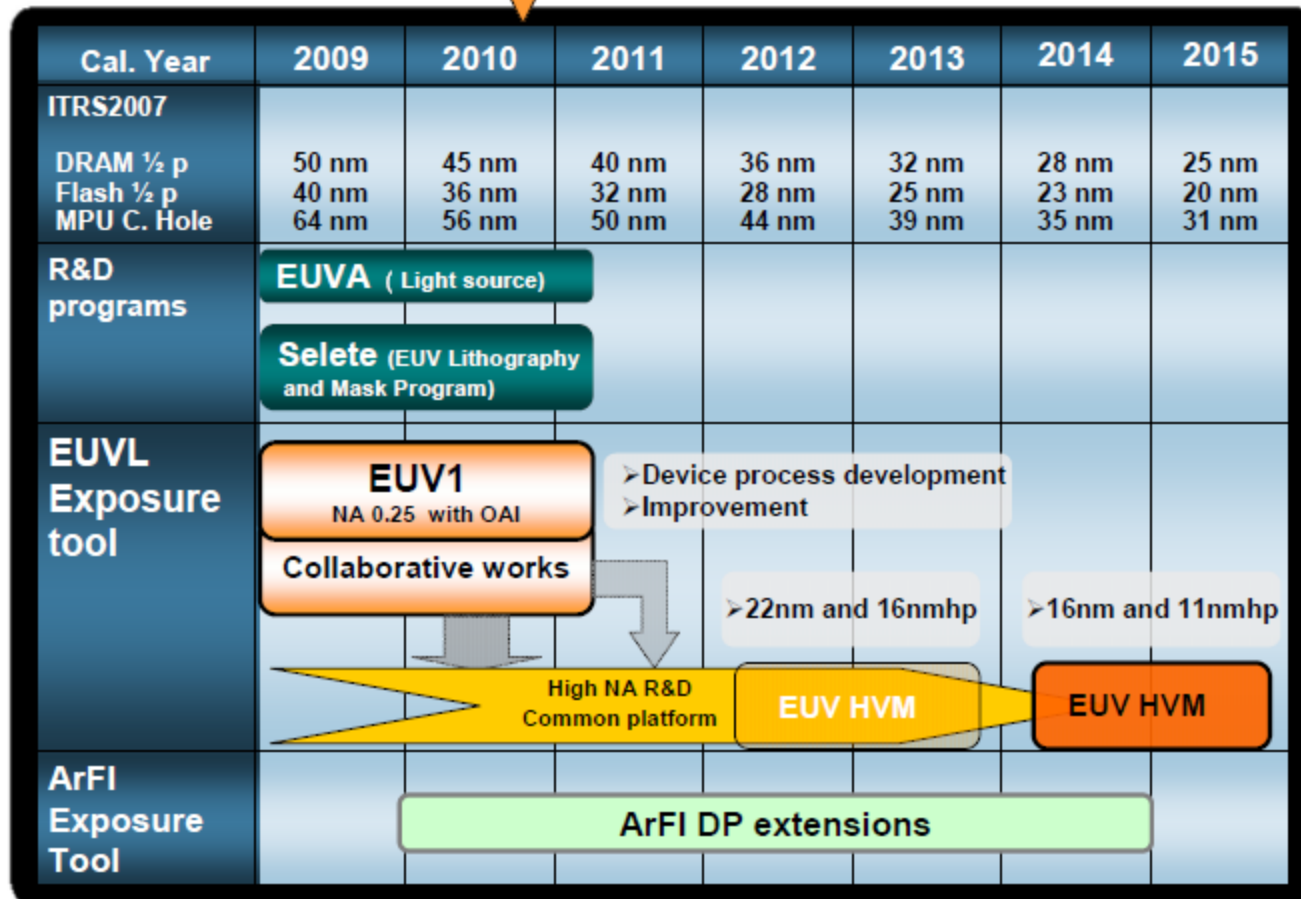 Cal. Year 2009 2010 2011 2012 2013 2014 2015
ITRS2007
DRAM ½ p 50 nm 45 nm 40 nm 36 nm 32 nm 28 nm 25 nm
Flash ½ p 40 nm 36 nm 32 nm 28 nm 25 nm 23 nm 20 nm
MPU C. Hole 64 nm 56 nm 50 nm 44 nm 39 nm 35 nm 31 nm
R&D
programs
EUVA ( Light source)
Selete (EUV Lithography
and Mask Program)
EUVL
Exposure
tool
EUV1
NA 0.25 with OAI
Collaborative works
➢Device process development
➢Improvement
➢22nm and 16nmhp
➢16nm and 11nmhp
High NA R&D
Common platform
EUV HVM
EUV HVM
ArFI
Exposure
Tool
ArFI DP extensions